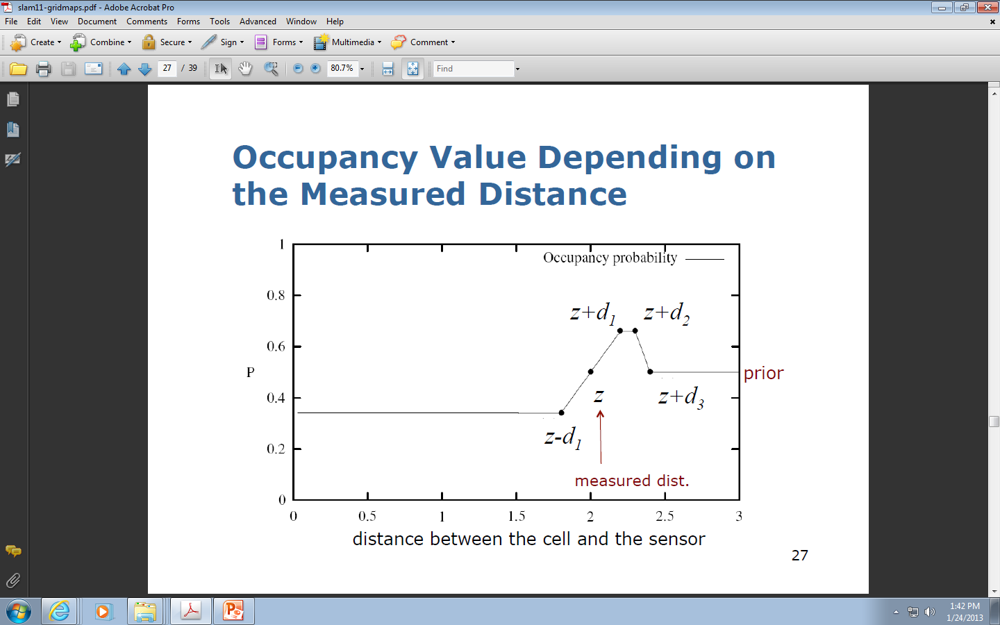 slam11-gridmaps.pdf - Adobe Acrobat Pro
File Edit View Document Comments Forms Tools Advanced Window Help
Create Combine Secure Sign Forms Multimedia Comment
27 / 39 80.7% Find
Occupancy Value Depending on
the Measured Distance
1
Occupancy probability
0.8
z+d1 z+d2
0.6
P
prior
0.4
z z+d3
z-d1
0.2
measured dist.
0
0 0.5 1 1.5 2 2.5 3
distance between the cell and the sensor
27
1:42 PM
1/24/2013